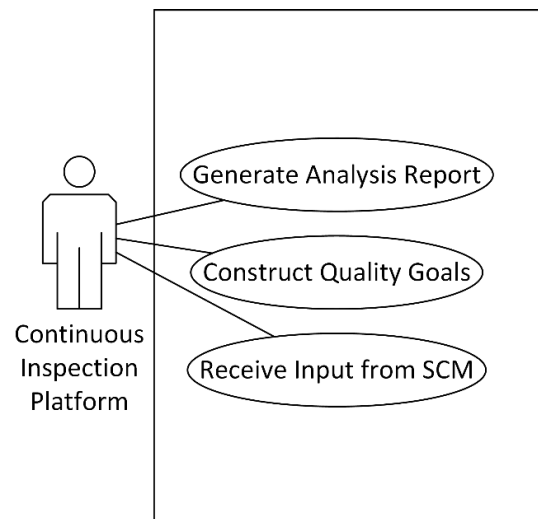 Generate Analysis Report
Construct Quality Goals
Receive Input from SCM
Continuous
Inspection
Platform